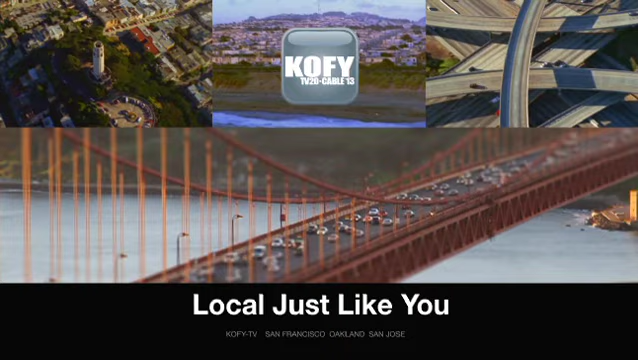 KOFY
TV20·CABLE 13
Local Just Like You
KOFY-TV SAN FRANCISCO OAKLAND SAN JOSE